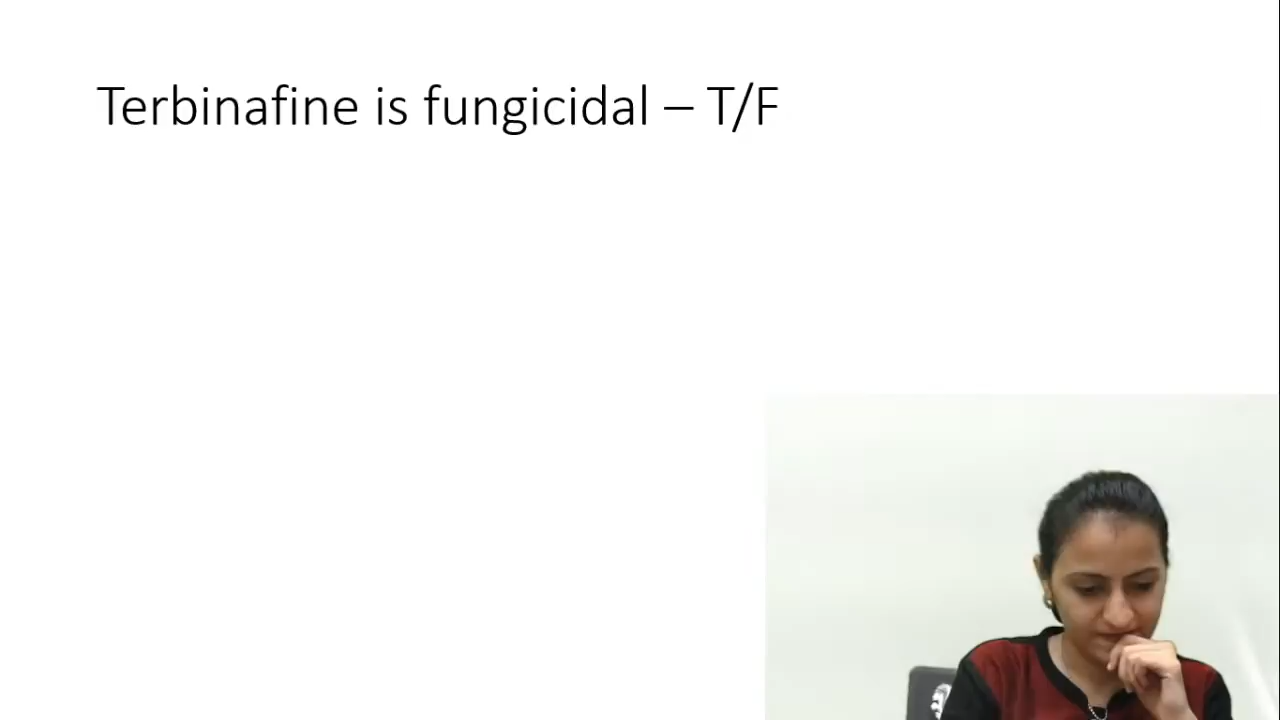 Terbinafine is fungicidal – T/F